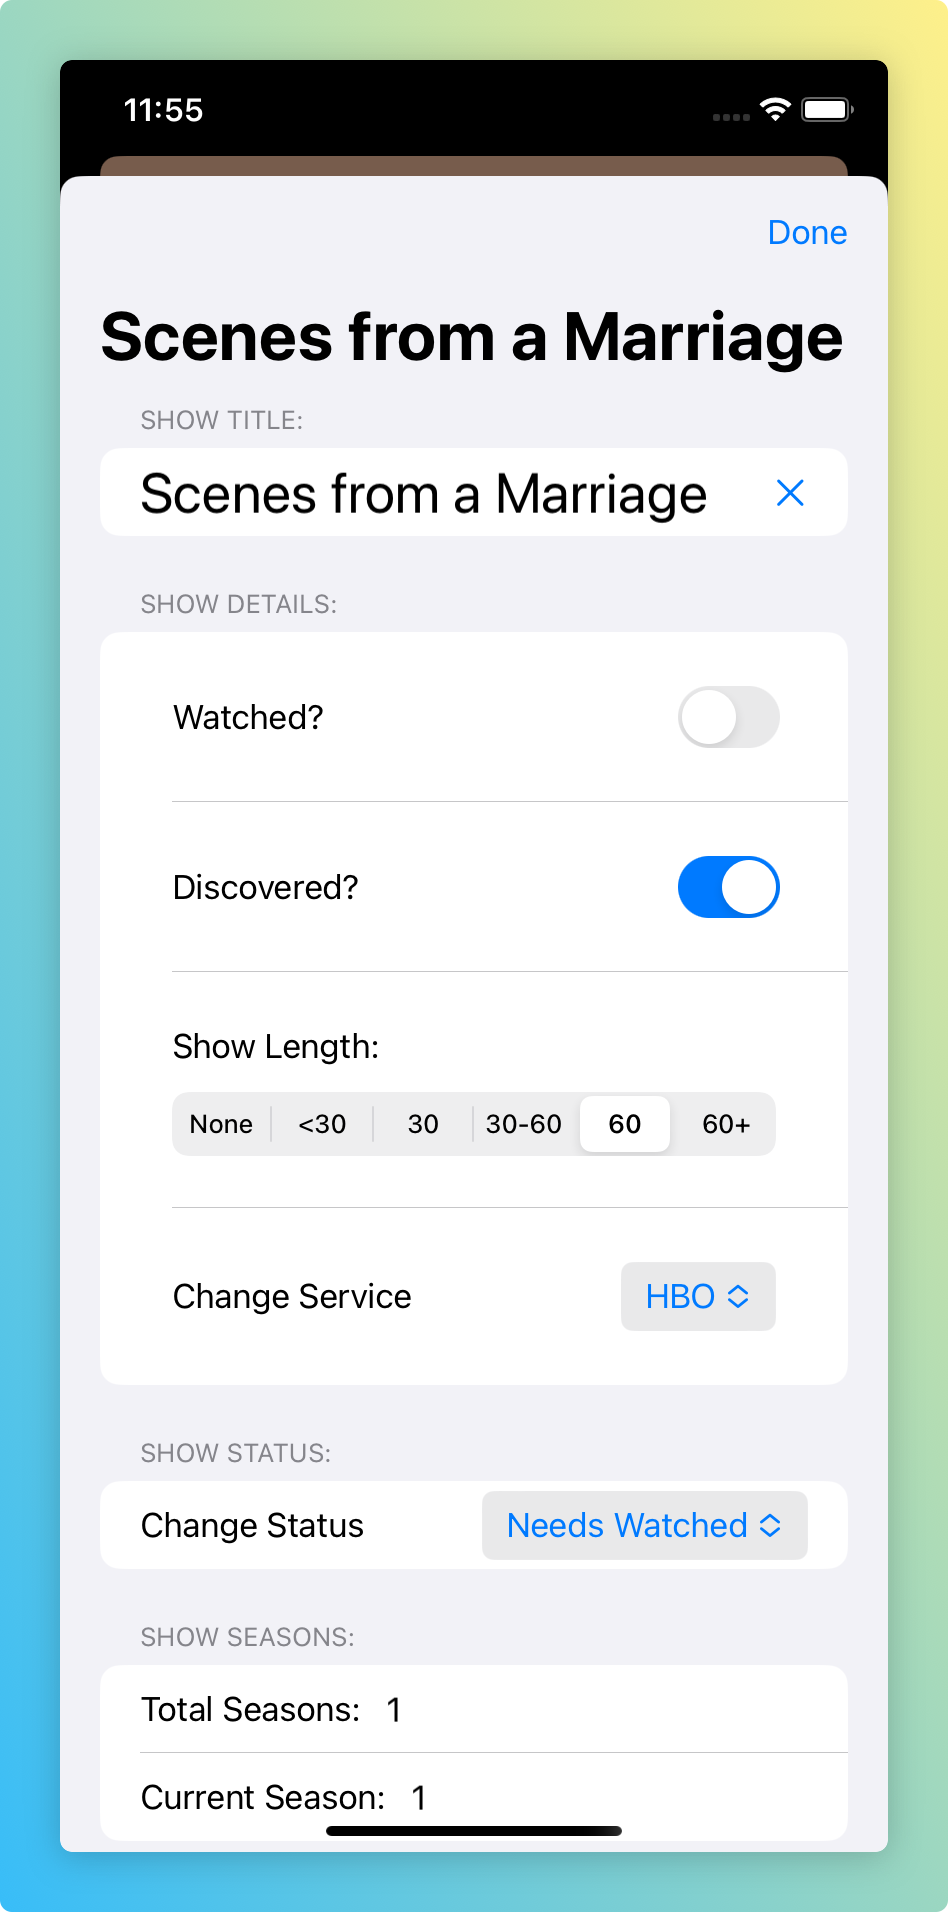 11:55
Done
Scenes from a Marriage
SHOW TITLE:
Scenes from a Marriage
SHOW DETAILS:
Watched?
Discovered?
Show Length:
None <30 30 30-60 60 60+
Change Service HBO
SHOW STATUS:
Change Status Needs Watched
SHOW SEASONS:
Total Seasons: 1
Current Season: 1